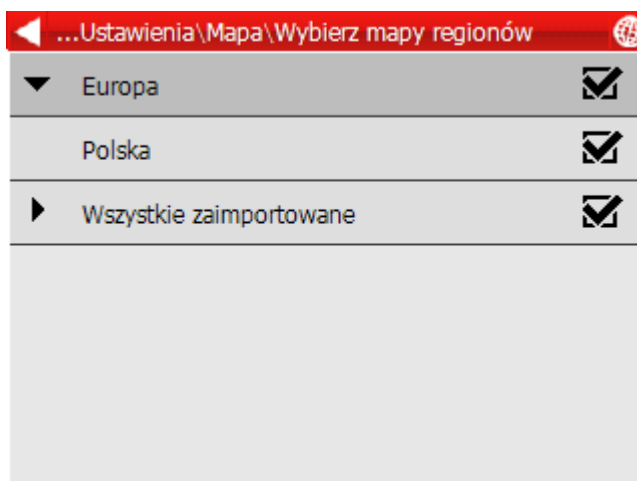 ...Ustawienia\Mapa\Wybierz mapy regionów
Europa
Polska
Wszystkie zaimportowane